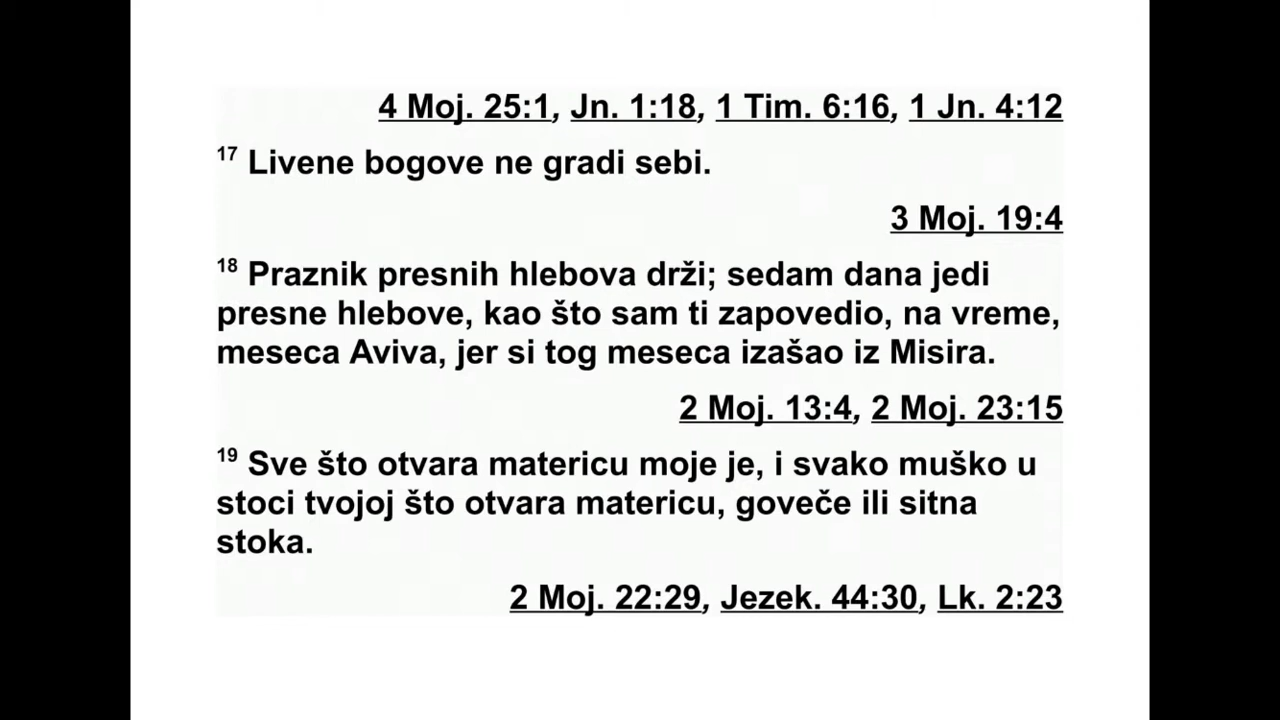 4 Moj. 25:1, Jn. 1:18, 1 Tim. 6:16, 1 Jn. 4:12
17 Livene bogove ne gradi sebi.
3 Moj. 19:4
18 Praznik presnih hlebova drži; sedam dana jedi
presne hlebove, kao što sam ti zapovedio, na vreme,
meseca Aviva, jer si tog meseca izašao iz Misira.
2 Moj. 13:4, 2 Moj. 23:15
19 Sve što otvara matericu moje je, i svako muško u
stoci tvojoj što otvara matericu, goveče ili sitna
stoka.
2 Moj. 22:29, Jezek. 44:30, Lk. 2:23